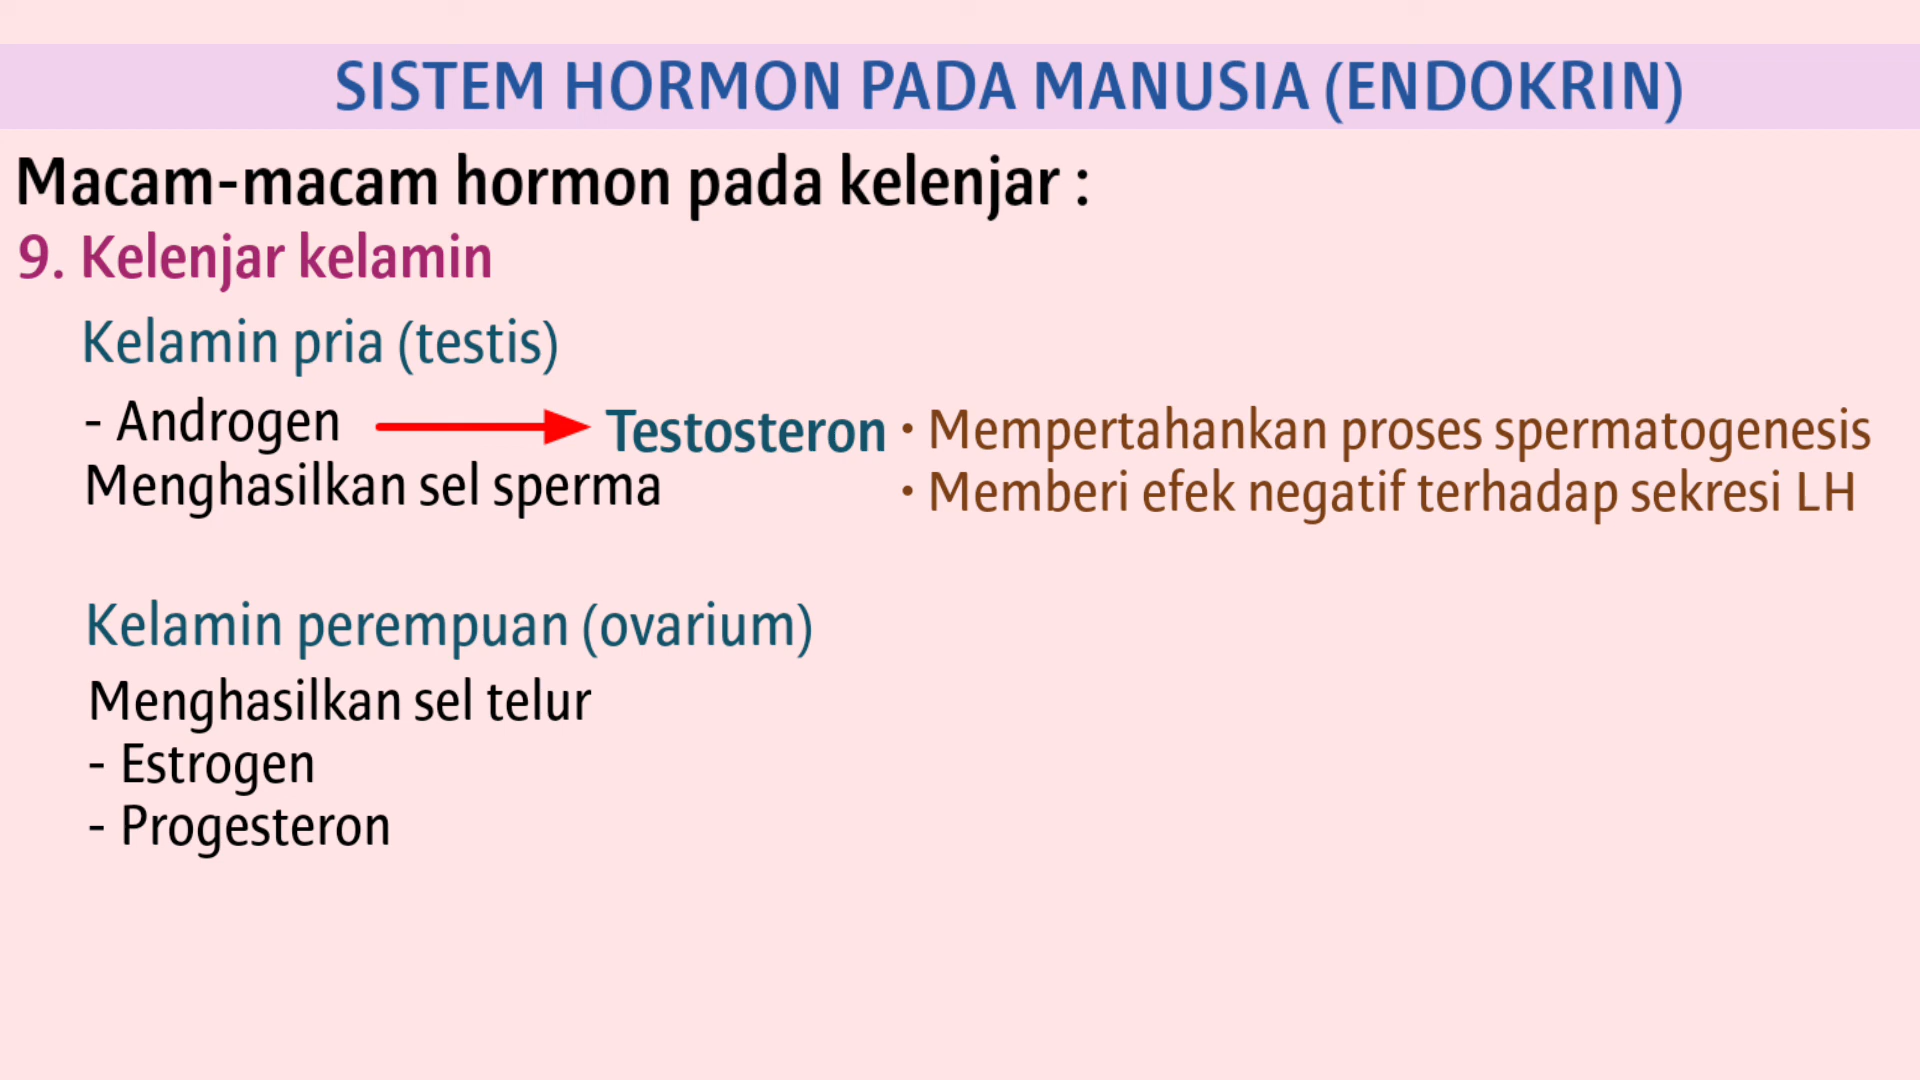 SISTEM HORMON PADA MANUSIA (ENDOKRIN)
Macam-macam hormon pada kelenjar :
9. Kelenjar kelamin
Kelamin pria (testis)
- Androgen Testosteron • Mempertahankan proses spermatogenesis
Menghasilkan sel sperma • Memberi efek negatif terhadap sekresi LH
Kelamin perempuan (ovarium)
Menghasilkan sel telur
- Estrogen
- Progesteron